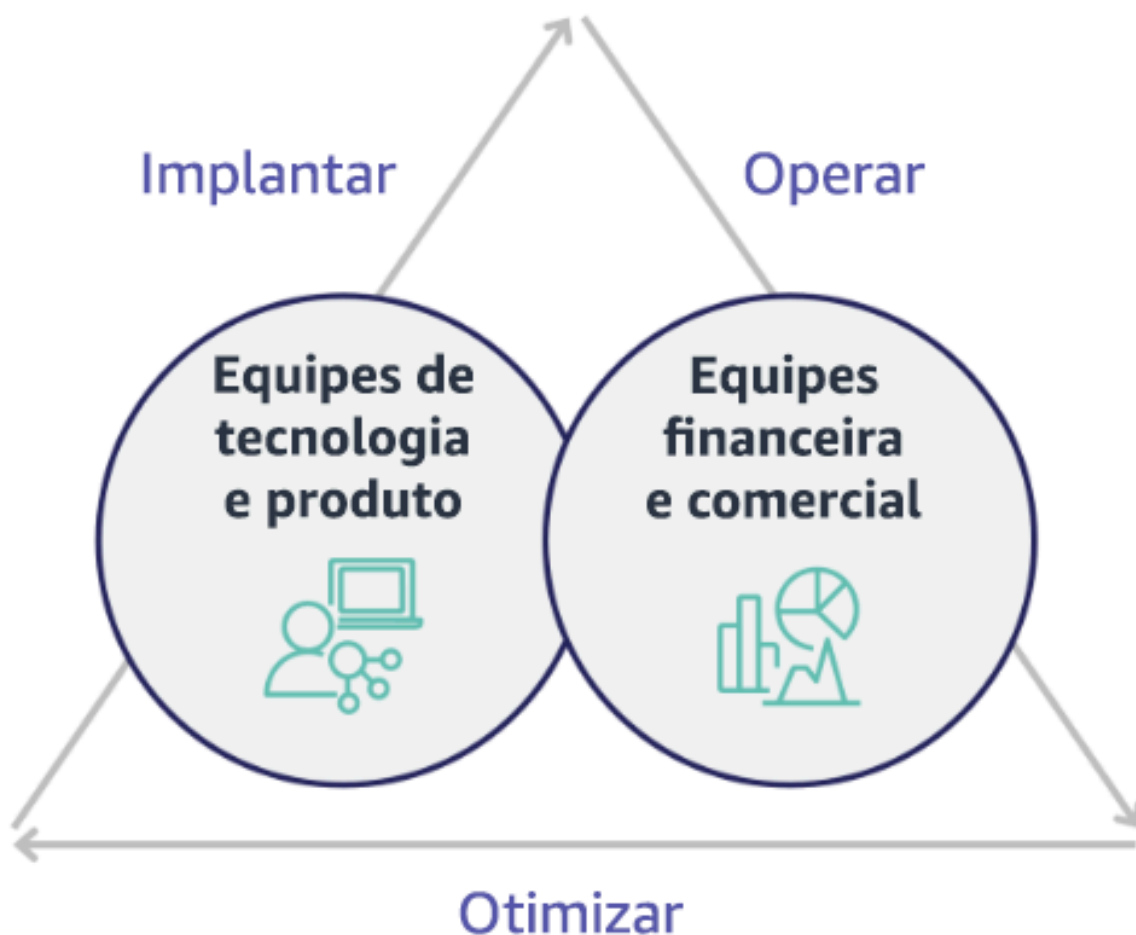 Implantar
Operar
Equipes de
tecnologia
e produto
Equipes
financeira
e comercial
Otimizar